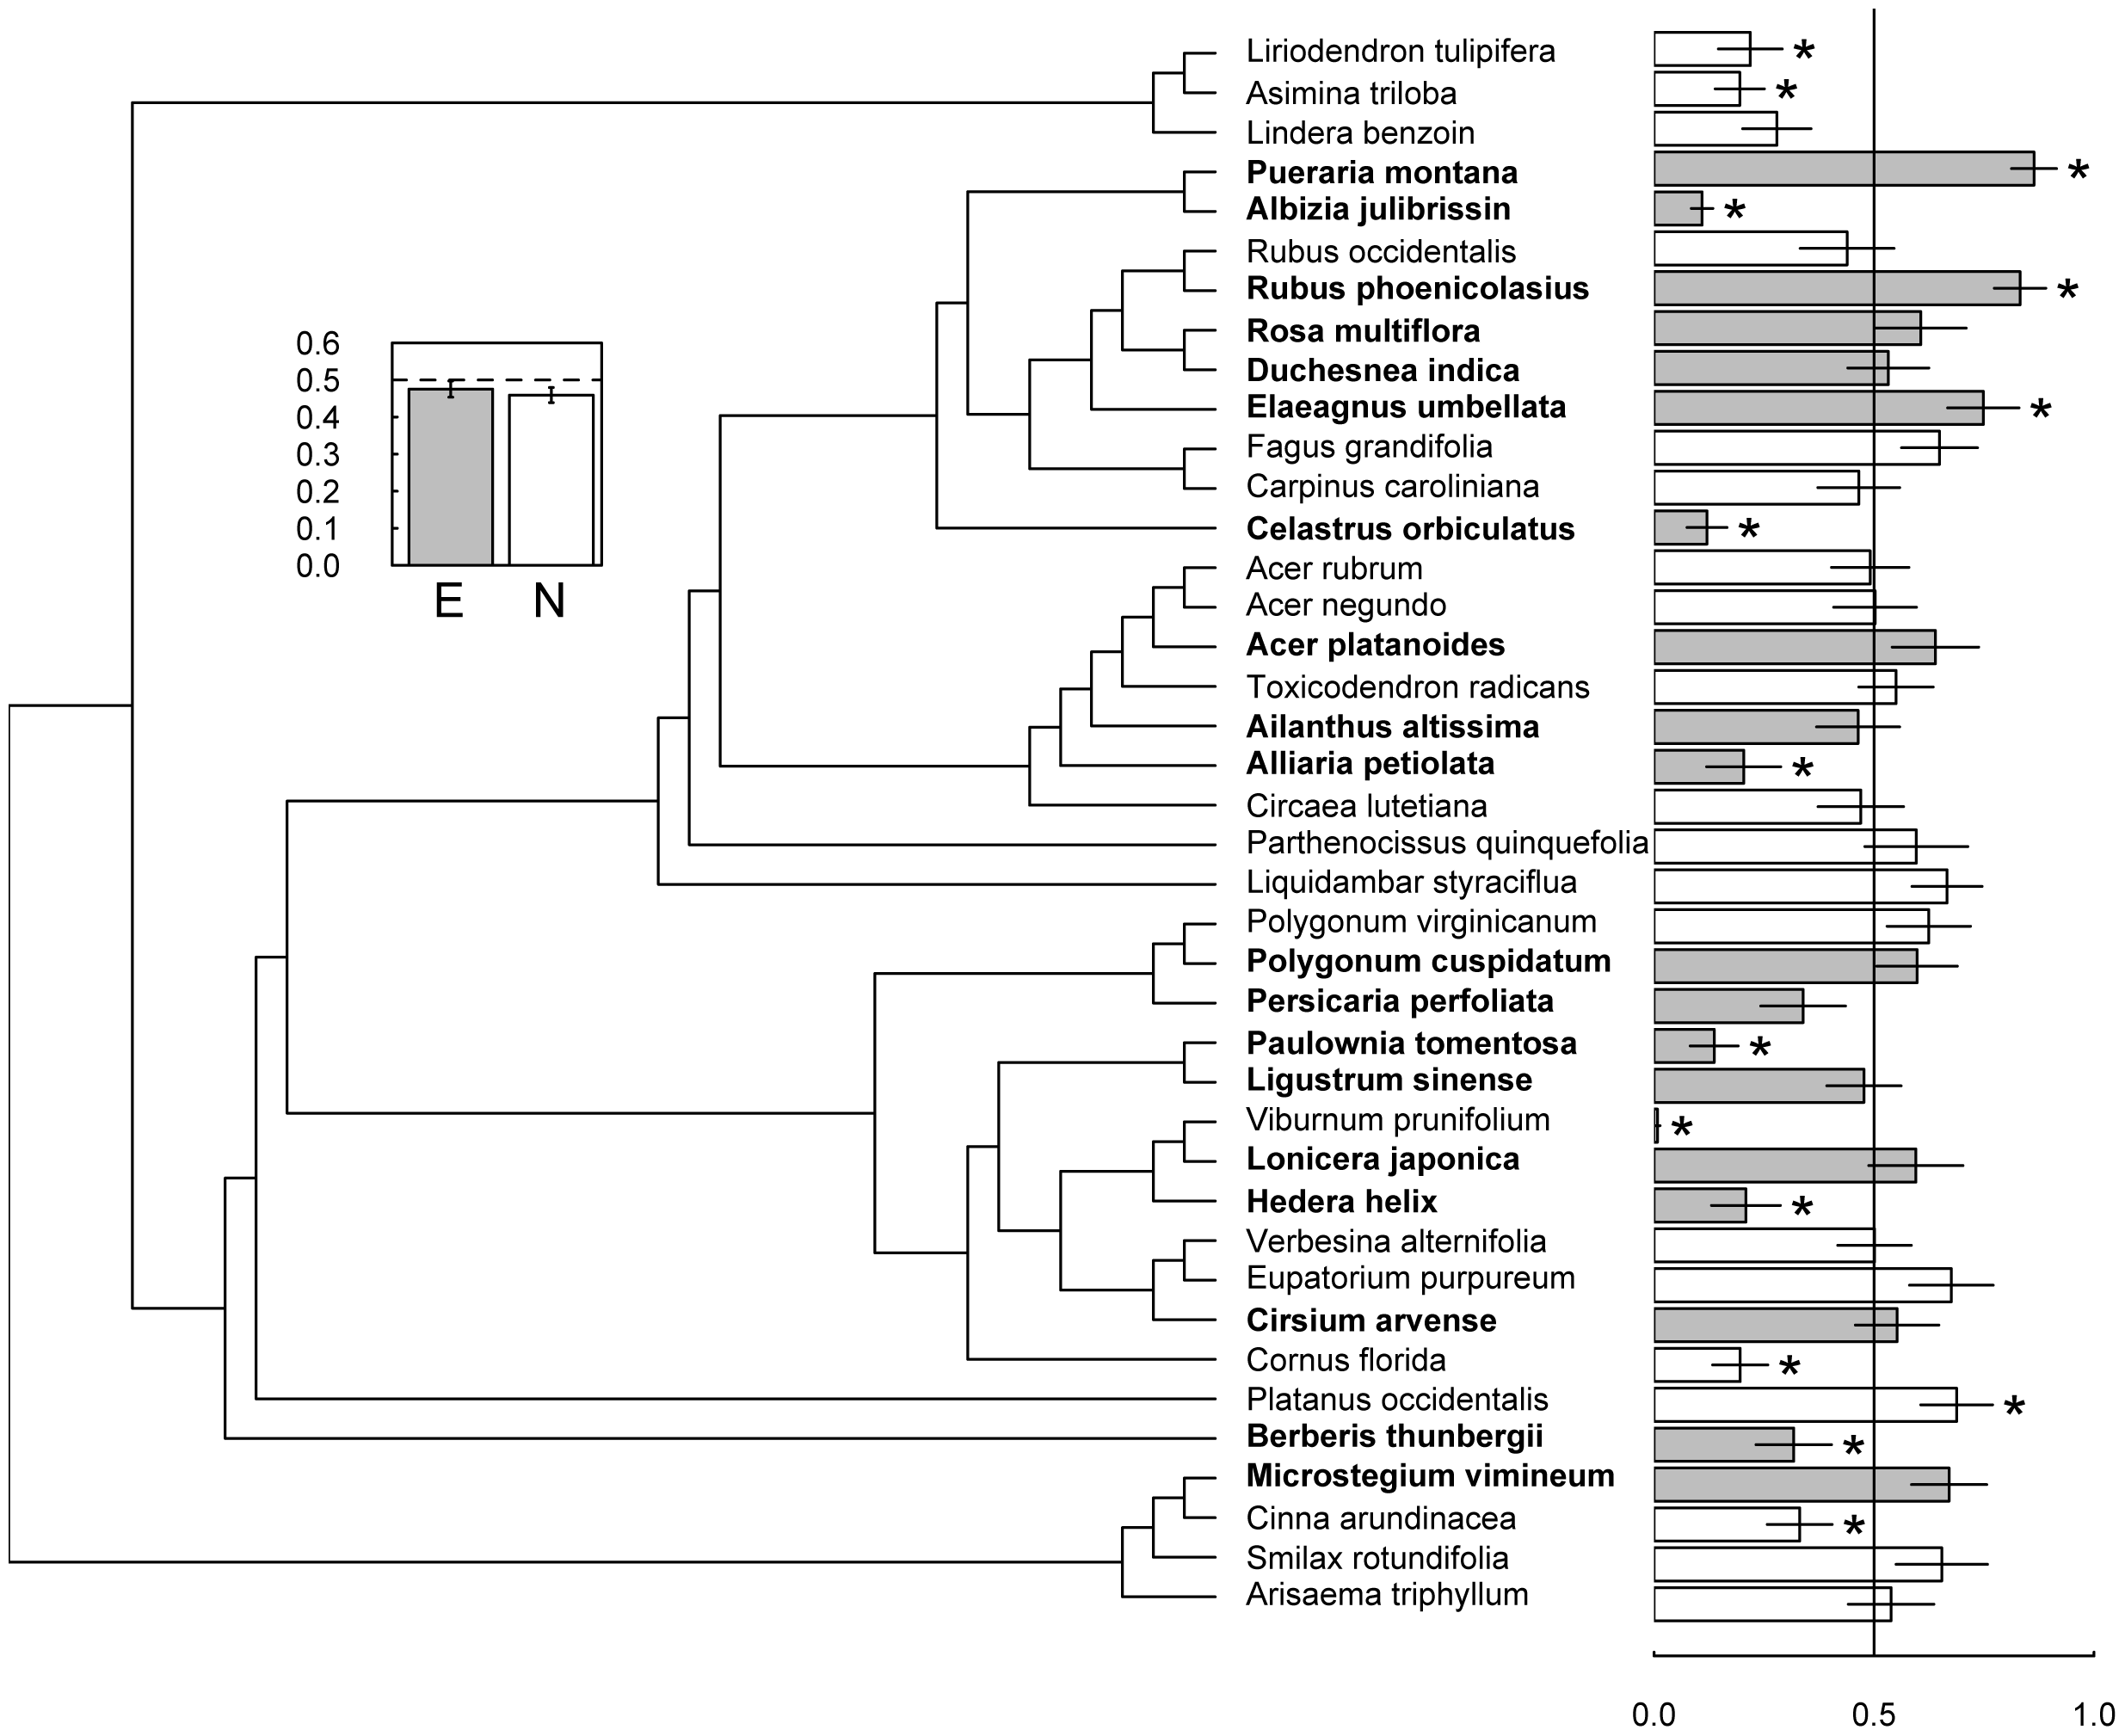 Liriodendron tulipifera *
Asimina triloba *
Lindera benzoin
Pueraria montana *
Albizia julibrissin *
Rubus occidentalis
Rubus phoenicolasius *
Rosa multiflora
Duchesnea indica
Elaeagnus umbellata *
Fagus grandifolia
Carpinus caroliniana
Celastrus orbiculatus *
Acer rubrum
Acer negundo
Acer platanoides
Toxicodendron radicans
Ailanthus altissima
Alliaria petiolata *
Circaea lutetiana
Parthenocissus quinquefolia
Liquidambar styraciflua
Polygonum virginicanum
Polygonum cuspidatum
Persicaria perfoliata
Paulownia tomentosa *
Ligustrum sinense
Viburnum prunifolium *
Lonicera japonica
Hedera helix *
Verbesina alternifolia
Eupatorium purpureum
Cirsium arvense
Cornus florida *
Platanus occidentalis *
Berberis thunbergii *
Microstegium vimineum
Cinna arundinacea *
Smilax rotundifolia
Arisaema triphyllum
0.6
0.5
0.4
0.3
0.2
0.1
0.0
E N
0.0 0.5 1.0